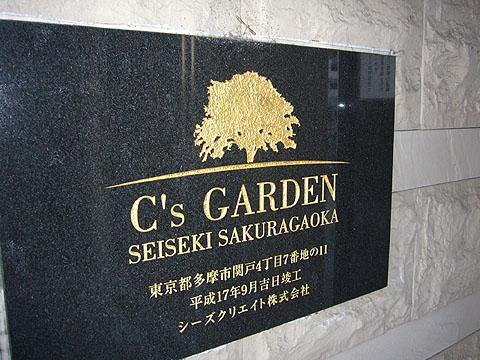 C's GARDEN
SEISEKI SAKURAGAOKA
東京都多摩市関戸4丁目7番地の11
平成17年9月吉日竣工
シーズクリエイト株式会社